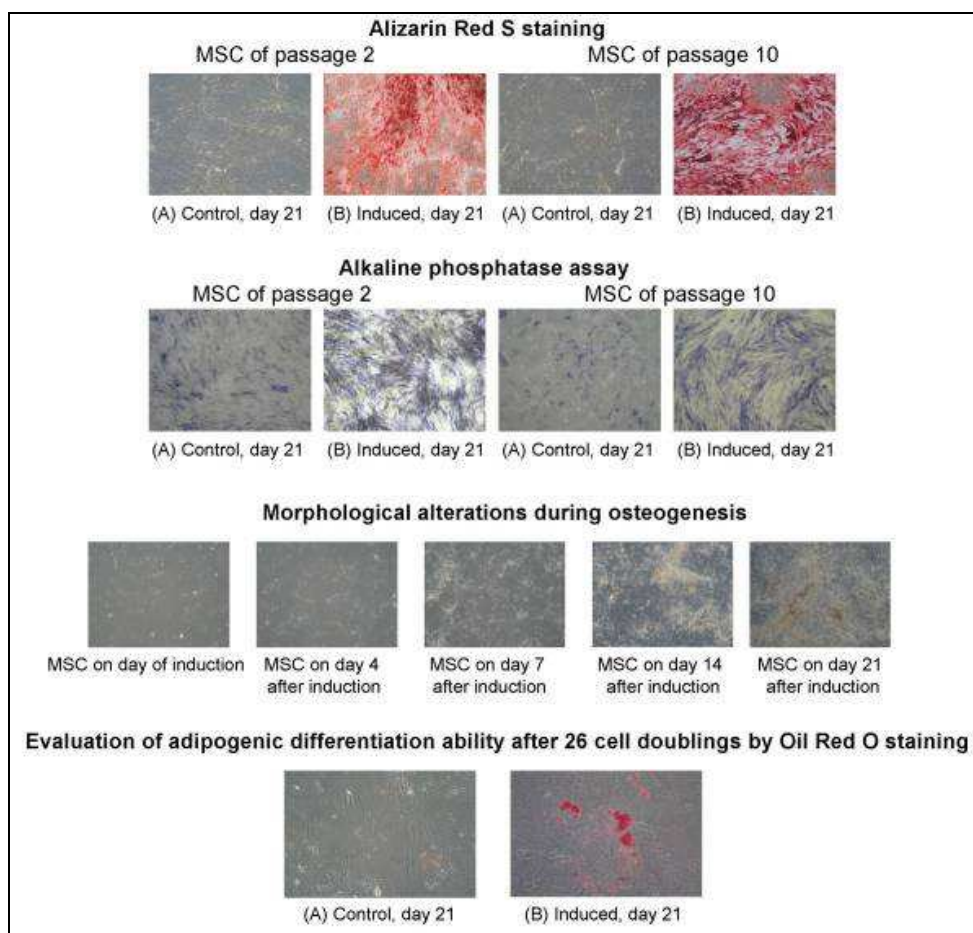 Alizarin Red S staining
MSC of passage 2 MSC of passage 10
(A) Control, day 21 (B) Induced, day 21 (A) Control, day 21 (B) Induced, day 21
Alkaline phosphatase assay
MSC of passage 2 MSC of passage 10
(A) Control, day 21 (B) Induced, day 21 (A) Control, day 21 (B) Induced, day 21
Morphological alterations during osteogenesis
MSC on day of induction
MSC on day 4
after induction
MSC on day 7
after induction
MSC on day 14
after induction
MSC on day 21
after induction
Evaluation of adipogenic differentiation ability after 26 cell doublings by Oil Red O staining
(A) Control, day 21 (B) Induced, day 21